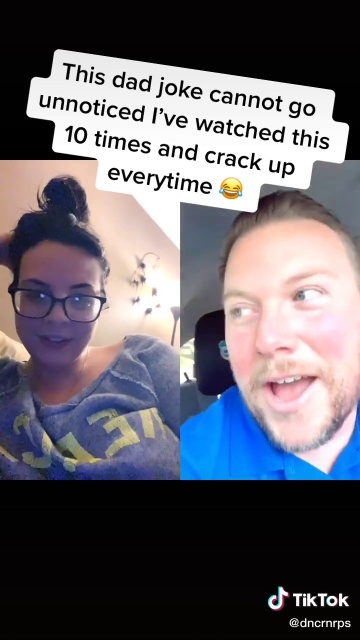 This dad joke cannot go
unnoticed I've watched this
10 times and crack up
everytime 😂
TikTok
@dncrnrps